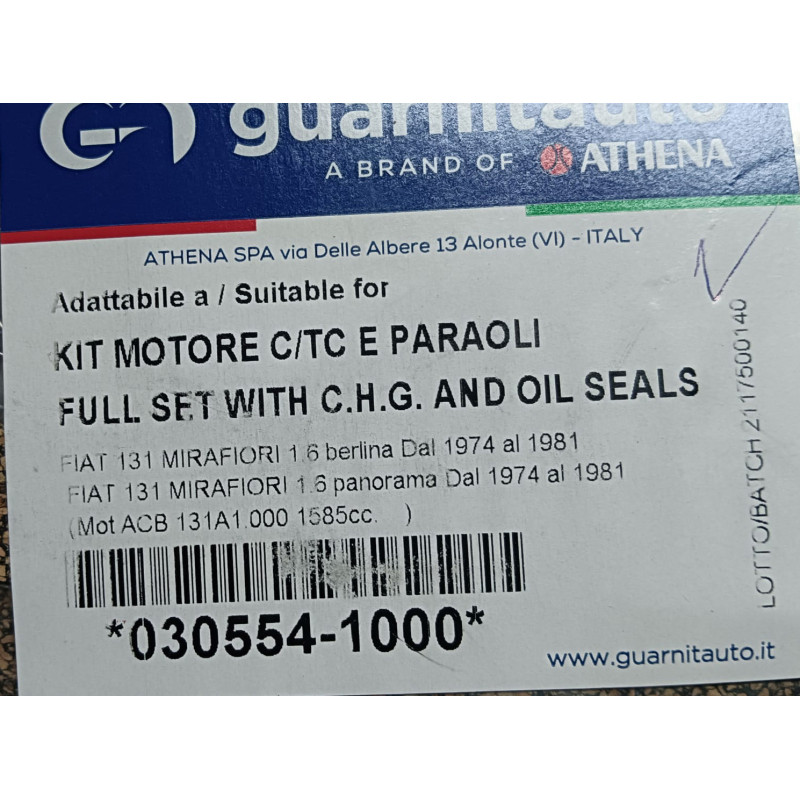 guarnitauto
A BRAND OF ATHENA
ATHENA SPA via Delle Albere 13 Alonte (VI) - ITALY
Adattabile a / Suitable for
KIT MOTORE C/TC E PARAOLI
FULL SET WITH C.H.G. AND OIL SEALS
FIAT 131 MIRAFIORI 1.6 berlina Dal 1974 al 1981
FIAT 131 MIRAFIORI 1.6 panorama Dal 1974 al 1981
(Mot ACB 131A1.000 1585cc. )
*030554-1000*
www.guarnitauto.it
LOTTO/BATCH 2117500140